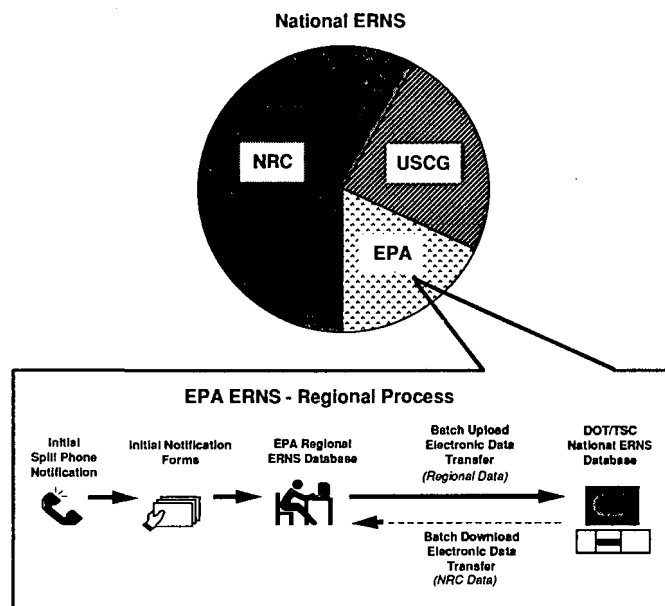 National ERNS
NRC
USCG
EPA
EPA ERNS - Regional Process
Initial
Spill Phone
Notification
Initial Notification
Forms
EPA Regional
ERNS Database
Batch Upload
Electronic Data
Transfer
(Regional Data)
DOT/TSC
National ERNS
Database
Batch Download
Electronic Data
Transfer
(NRC Data)